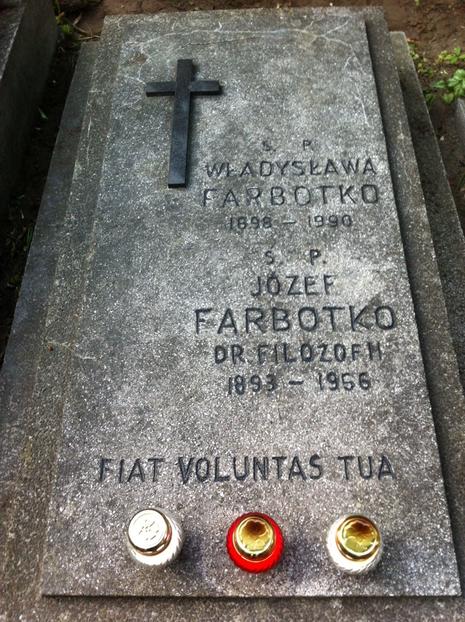 Ś. P.
WŁADYSŁAWA
FARBOTKO
1898 – 1990
Ś. P.
JÓZEF
FARBOTKO
DR FILOZOFII
1893 – 1956
FIAT VOLUNTAS TUA